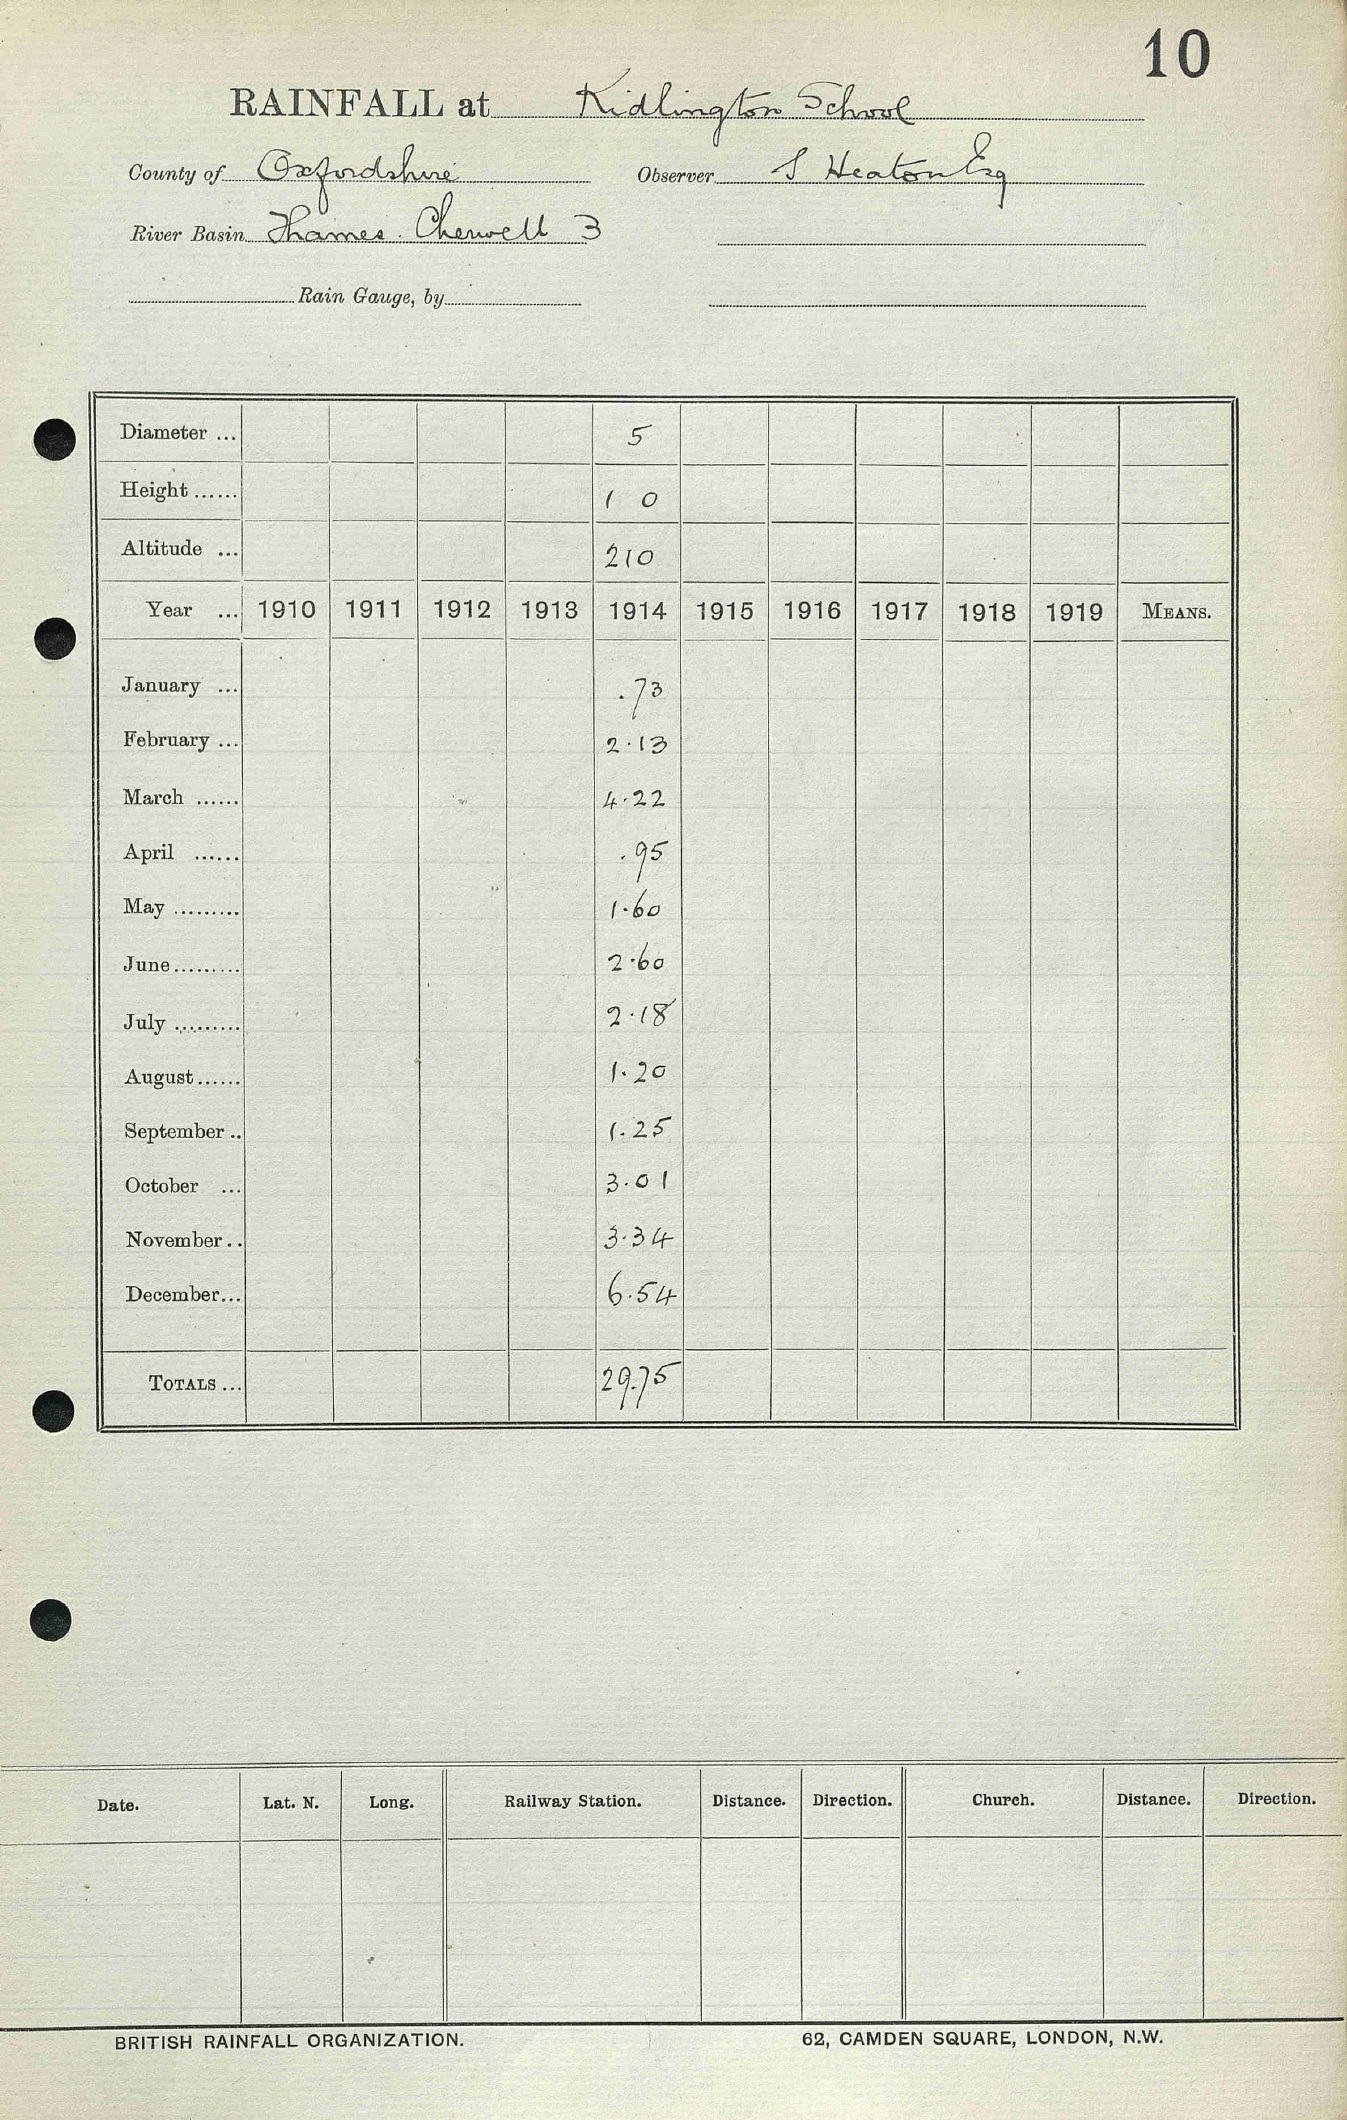 10
RAINFALL at Kidlington School
County of Oxfordshire Observer S Heaton Esq
River Basin Thames. Cherwell 3
Rain Gauge, by
Diameter ... 5
Height ...... 1 0
Altitude ... 210
Year ... 1910 1911 1912 1913 1914 1915 1916 1917 1918 1919 MEANS.
January ... .73
February ... 2.13
March ...... 4.22
April ...... .95
May ......... 1.60
June ......... 2.60
July ......... 2.18
August ...... 1.20
September .. 1.25
October ... 3.01
November .. 3.34
December ... 6.54
TOTALS ... 29.75
Date. Lat. N. Long. Railway Station. Distance. Direction. Church. Distance. Direction.
BRITISH RAINFALL ORGANIZATION. 62, CAMDEN SQUARE, LONDON, N.W.